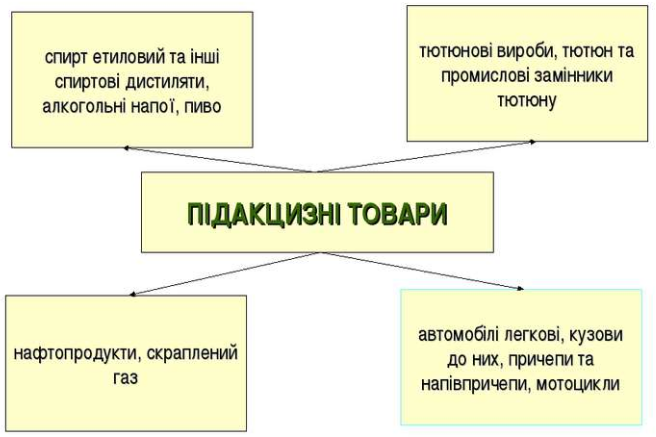 спирт етиловий та інші
спиртові дистиляти,
алкогольні напої, пиво
тютюнові вироби, тютюн та
промислові замінники
тютюну
ПІДАКЦИЗНІ ТОВАРИ
нафтопродукти, скраплений
газ
автомобілі легкові, кузови
до них, причепи та
напівпричепи, мотоцикли